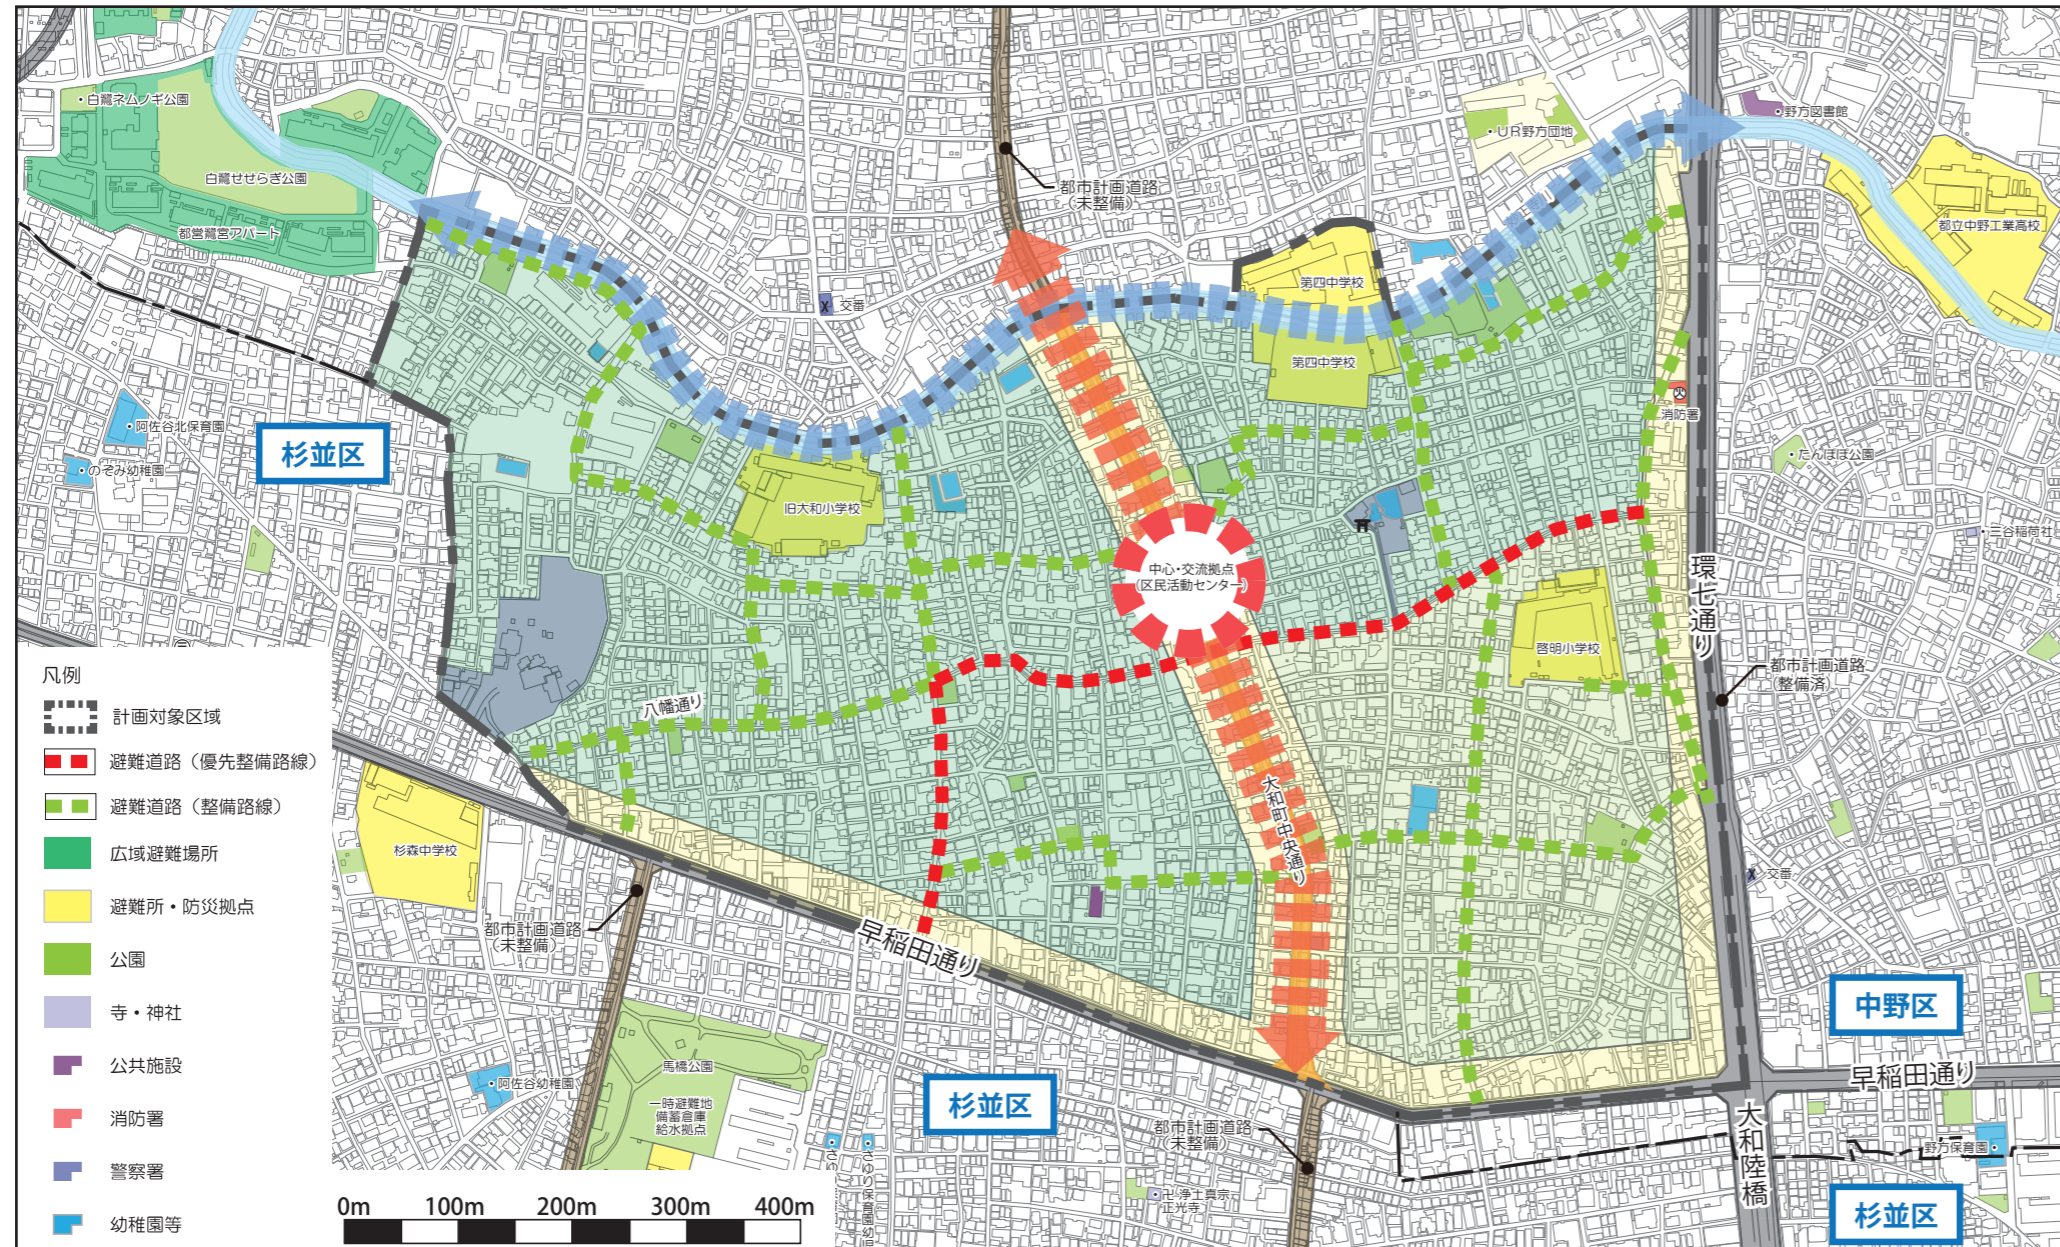 ・白鷺ネムノギ公園
白鷺せせらぎ公園
都営鷺宮アパート
都市計画道路
(未整備)
・UR野方団地
・野方図書館
都立中野工業高校
交番
第四中学校
第四中学校
消防署
・たんぽぽ公園
・三谷稲荷社
・阿佐谷北保育園
・のぞみ幼稚園
杉並区
旧大和小学校
中心・交流拠点
(区民活動センター)
啓明小学校
環七通り
都市計画道路
(整備済)
八幡通り
大和町中央通り
交番
凡例
計画対象区域
避難道路(優先整備路線)
避難道路(整備路線)
広域避難場所
避難所・防災拠点
公園
寺・神社
公共施設
消防署
警察署
幼稚園等
杉森中学校
都市計画道路
(未整備)
早稲田通り
馬橋公園
一時避難地
備蓄倉庫
給水拠点
・阿佐谷幼稚園
杉並区
中野区
早稲田通り
大和陸橋
都市計画道路
(未整備)
卍浄土真宗
正光寺
野方保育園・
杉並区
0m 100m 200m 300m 400m